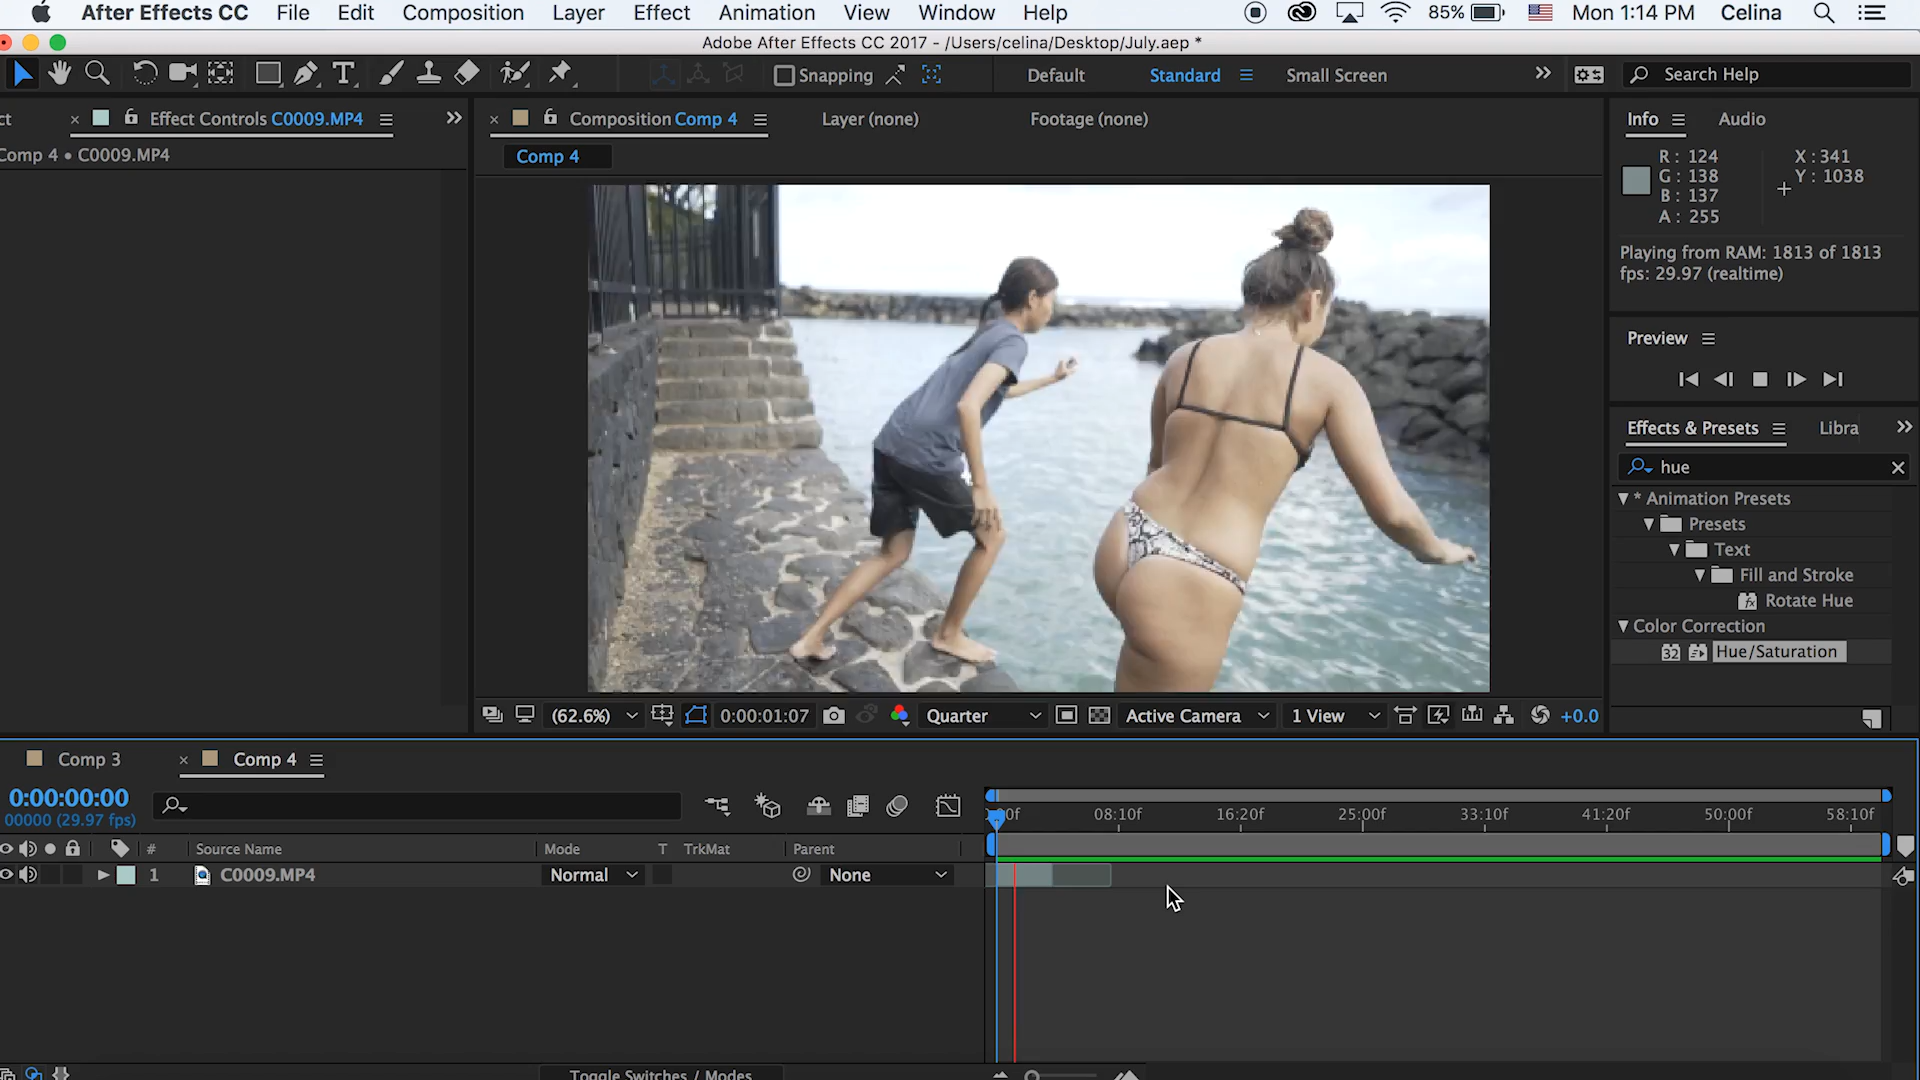 After Effects CC File Edit Composition Layer Effect Animation View Window Help 85% Mon 1:14 PM Celina
Adobe After Effects CC 2017 - /Users/celina/Desktop/July.aep *
Snapping Default Standard Small Screen Search Help
ct Effect Controls C0009.MP4
Comp 4 • C0009.MP4
Composition Comp 4 Layer (none) Footage (none)
Comp 4
Info Audio
R: 124 X: 341
G: 138 Y: 1038
B: 137
A: 255
Playing from RAM: 1813 of 1813
fps: 29.97 (realtime)
Preview
Effects & Presets Libra
hue
* Animation Presets
Presets
Text
Fill and Stroke
Rotate Hue
Color Correction
32 Hue/Saturation
(62.6%) 0:00:01:07 Quarter Active Camera 1 View +0.0
Comp 3 Comp 4
0:00:00:00
00000 (29.97 fps)
00f 08:10f 16:20f 25:00f 33:10f 41:20f 50:00f 58:10f
# Source Name Mode T TrkMat Parent
1 C0009.MP4 Normal None
Toggle Switches / Modes